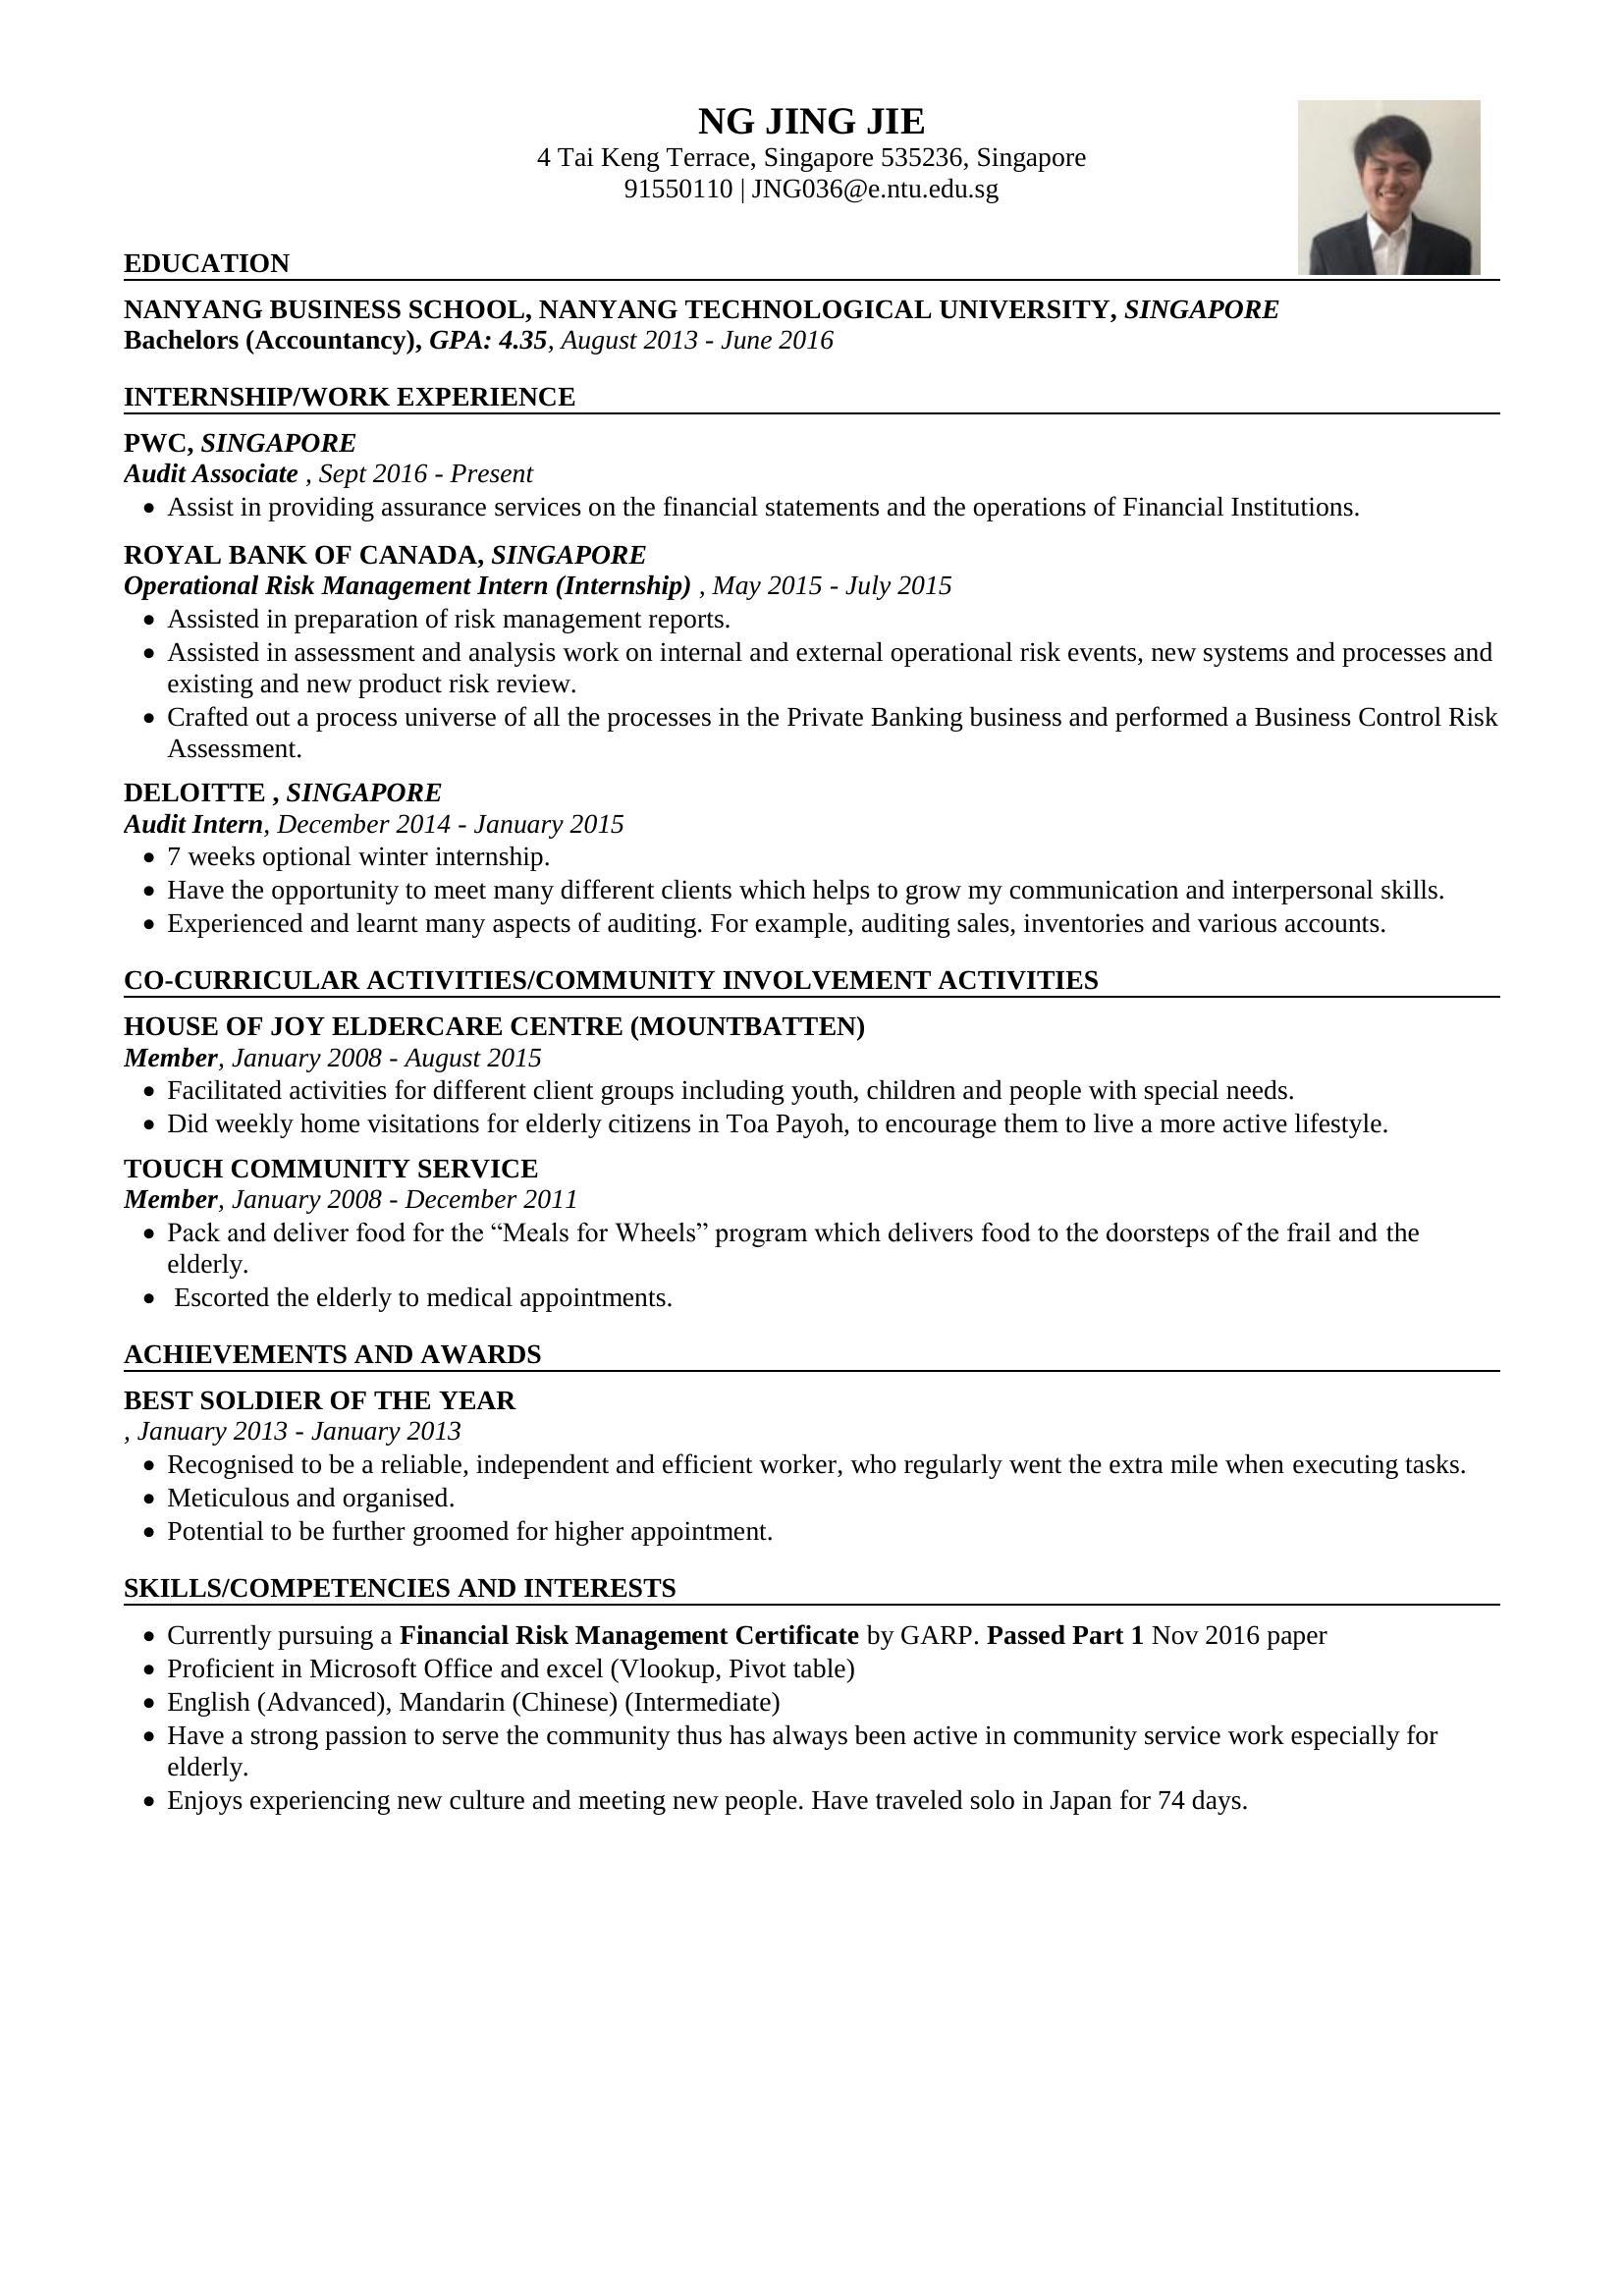 NG JING JIE
4 Tai Keng Terrace, Singapore 535236, Singapore
91550110 | JNG036@e.ntu.edu.sg
EDUCATION
NANYANG BUSINESS SCHOOL, NANYANG TECHNOLOGICAL UNIVERSITY, SINGAPORE
Bachelors (Accountancy), GPA: 4.35, August 2013 - June 2016
INTERNSHIP/WORK EXPERIENCE
PWC, SINGAPORE
Audit Associate , Sept 2016 - Present
• Assist in providing assurance services on the financial statements and the operations of Financial Institutions.
ROYAL BANK OF CANADA, SINGAPORE
Operational Risk Management Intern (Internship) , May 2015 - July 2015
• Assisted in preparation of risk management reports.
• Assisted in assessment and analysis work on internal and external operational risk events, new systems and processes and
existing and new product risk review.
• Crafted out a process universe of all the processes in the Private Banking business and performed a Business Control Risk
Assessment.
DELOITTE , SINGAPORE
Audit Intern, December 2014 - January 2015
• 7 weeks optional winter internship.
• Have the opportunity to meet many different clients which helps to grow my communication and interpersonal skills.
• Experienced and learnt many aspects of auditing. For example, auditing sales, inventories and various accounts.
CO-CURRICULAR ACTIVITIES/COMMUNITY INVOLVEMENT ACTIVITIES
HOUSE OF JOY ELDERCARE CENTRE (MOUNTBATTEN)
Member, January 2008 - August 2015
• Facilitated activities for different client groups including youth, children and people with special needs.
• Did weekly home visitations for elderly citizens in Toa Payoh, to encourage them to live a more active lifestyle.
TOUCH COMMUNITY SERVICE
Member, January 2008 - December 2011
• Pack and deliver food for the “Meals for Wheels” program which delivers food to the doorsteps of the frail and the
elderly.
• Escorted the elderly to medical appointments.
ACHIEVEMENTS AND AWARDS
BEST SOLDIER OF THE YEAR
, January 2013 - January 2013
• Recognised to be a reliable, independent and efficient worker, who regularly went the extra mile when executing tasks.
• Meticulous and organised.
• Potential to be further groomed for higher appointment.
SKILLS/COMPETENCIES AND INTERESTS
• Currently pursuing a Financial Risk Management Certificate by GARP. Passed Part 1 Nov 2016 paper
• Proficient in Microsoft Office and excel (Vlookup, Pivot table)
• English (Advanced), Mandarin (Chinese) (Intermediate)
• Have a strong passion to serve the community thus has always been active in community service work especially for
elderly.
• Enjoys experiencing new culture and meeting new people. Have traveled solo in Japan for 74 days.